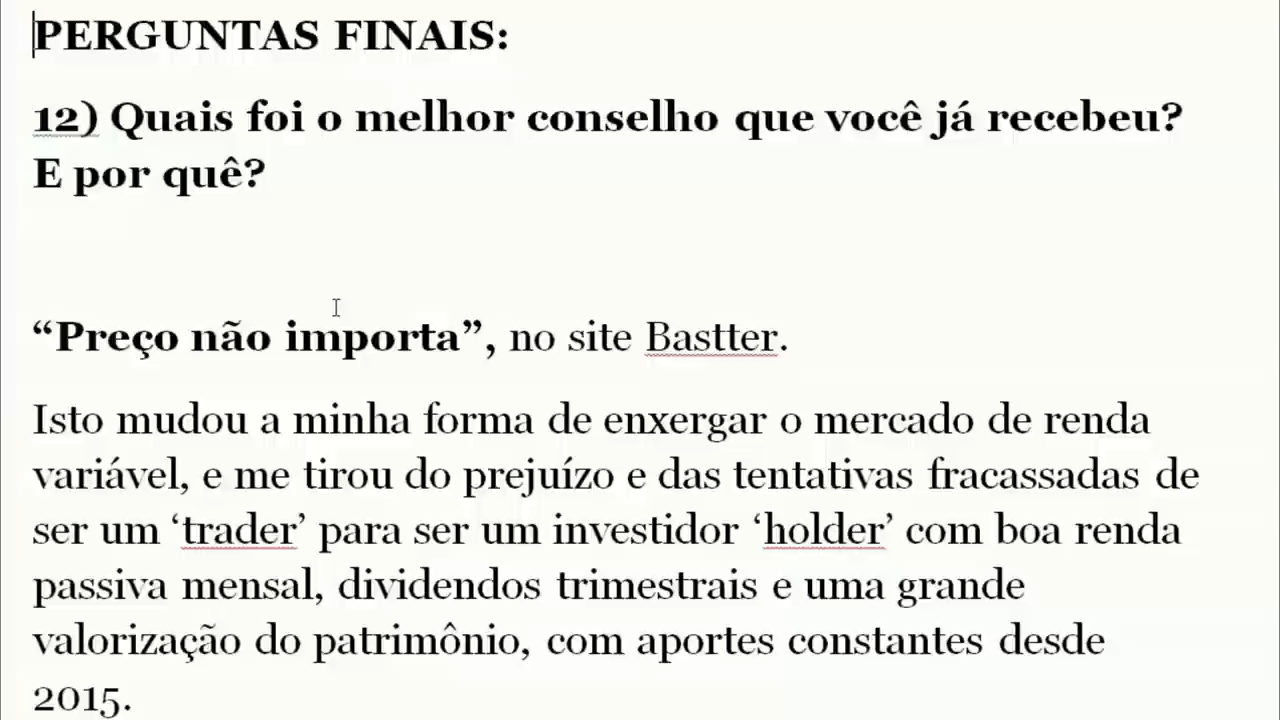 PERGUNTAS FINAIS:
12) Quais foi o melhor conselho que você já recebeu?
E por quê?
“Preço não importa”, no site Bastter.
Isto mudou a minha forma de enxergar o mercado de renda
variável, e me tirou do prejuízo e das tentativas fracassadas de
ser um ‘trader’ para ser um investidor ‘holder’ com boa renda
passiva mensal, dividendos trimestrais e uma grande
valorização do patrimônio, com aportes constantes desde
2015.